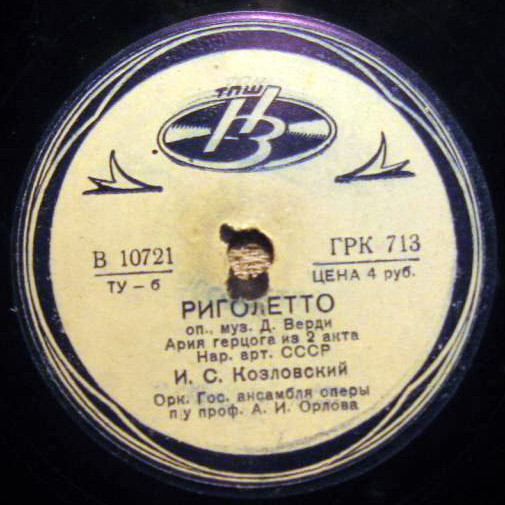 ТПШ
НЗ
В 10721
ТУ – 6
ГРК 713
ЦЕНА 4 руб.
РИГОЛЕТТО
оп., муз. Д. Верди
Ария герцога из 2 акта
Нар. арт. СССР
И. С. Козловский
Орк. Гос. ансамбля оперы
п/у проф. А. И. Орлова